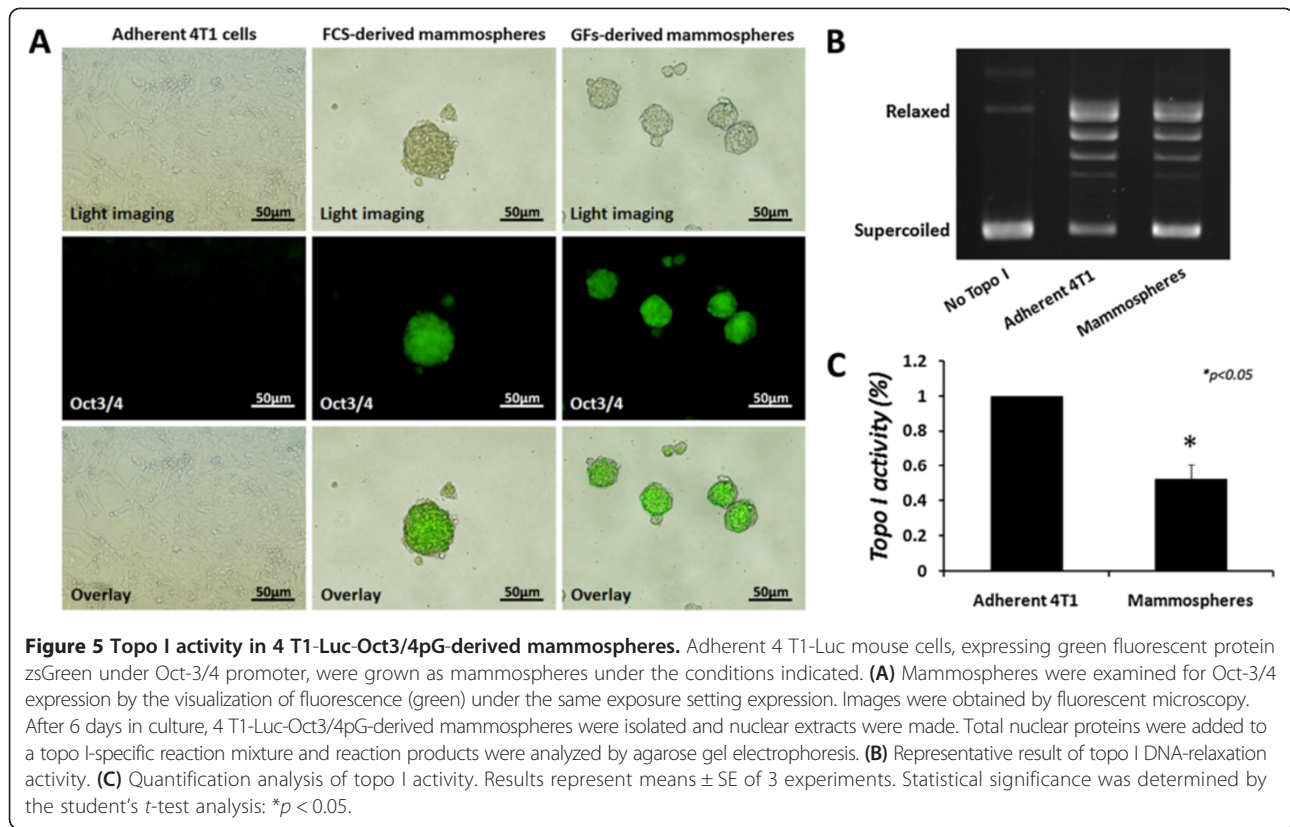 A
Adherent 4T1 cells
FCS-derived mammospheres
GFs-derived mammospheres
Light imaging
50μm
Light imaging
50μm
Light imaging
50μm
Oct3/4
50μm
Oct3/4
50μm
Oct3/4
50μm
Overlay
50μm
Overlay
50μm
Overlay
50μm
B
Relaxed
Supercoiled
No Topo I
Adherent 4T1
Mammospheres
C
Topo I activity (%)
1.2
1
0.8
0.6
0.4
0.2
0
*p<0.05
*
Adherent 4T1
Mammospheres
Figure 5 Topo I activity in 4 T1-Luc-Oct3/4pG-derived mammospheres. Adherent 4 T1-Luc mouse cells, expressing green fluorescent protein
zsGreen under Oct-3/4 promoter, were grown as mammospheres under the conditions indicated. (A) Mammospheres were examined for Oct-3/4
expression by the visualization of fluorescence (green) under the same exposure setting expression. Images were obtained by fluorescent microscopy.
After 6 days in culture, 4 T1-Luc-Oct3/4pG-derived mammospheres were isolated and nuclear extracts were made. Total nuclear proteins were added to
a topo I-specific reaction mixture and reaction products were analyzed by agarose gel electrophoresis. (B) Representative result of topo I DNA-relaxation
activity. (C) Quantification analysis of topo I activity. Results represent means ± SE of 3 experiments. Statistical significance was determined by
the student's t-test analysis: *p < 0.05.